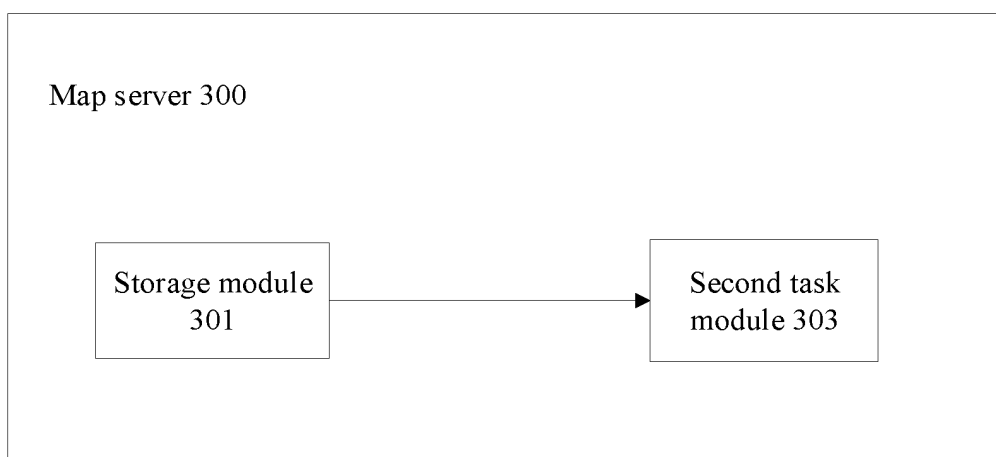 Map server 300
Storage module
301
Second task
module 303